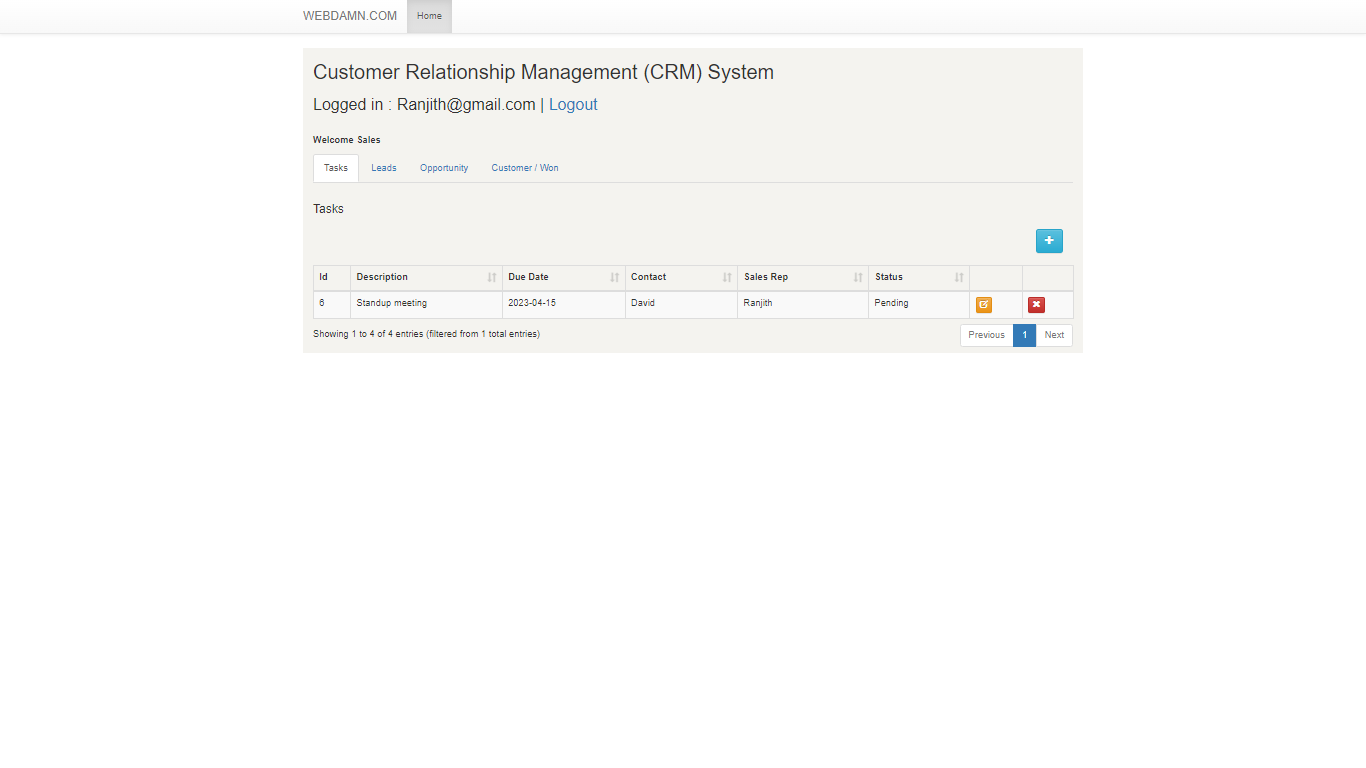 WEBDAMN.COM Home
Customer Relationship Management (CRM) System
Logged in : Ranjith@gmail.com | Logout
Welcome Sales
Tasks Leads Opportunity Customer / Won
Tasks
Id Description Due Date Contact Sales Rep Status
6 Standup meeting 2023-04-15 David Ranjith Pending
Showing 1 to 4 of 4 entries (filtered from 1 total entries) Previous 1 Next